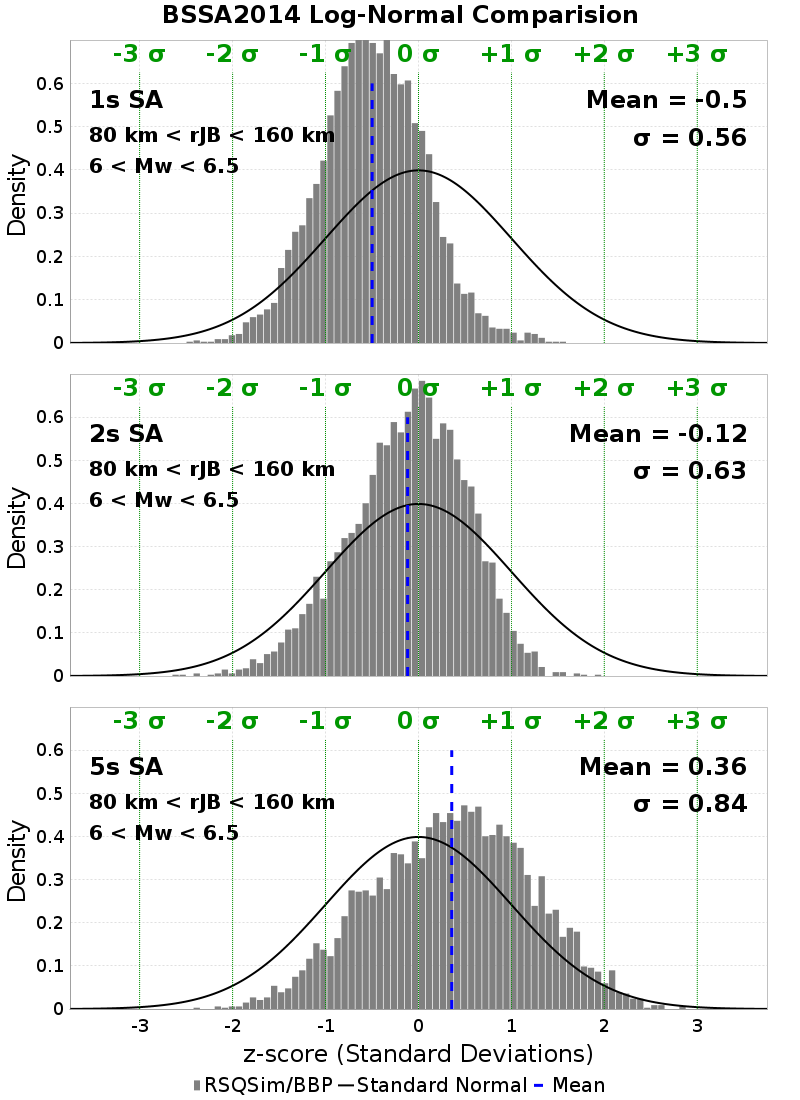 BSSA2014 Log-Normal Comparision
-3 σ -2 σ -1 σ 0 σ +1 σ +2 σ +3 σ
1s SA
Mean = -0.5
80 km < rJB < 160 km
σ = 0.56
6 < Mw < 6.5
Density
0.6
0.5
0.4
0.3
0.2
0.1
0
-3 σ -2 σ -1 σ 0 σ +1 σ +2 σ +3 σ
2s SA
Mean = -0.12
80 km < rJB < 160 km
σ = 0.63
6 < Mw < 6.5
Density
0.6
0.5
0.4
0.3
0.2
0.1
0
-3 σ -2 σ -1 σ 0 σ +1 σ +2 σ +3 σ
5s SA
Mean = 0.36
80 km < rJB < 160 km
σ = 0.84
6 < Mw < 6.5
Density
0.6
0.5
0.4
0.3
0.2
0.1
0
-3 -2 -1 0 1 2 3
z-score (Standard Deviations)
RSQSim/BBP Standard Normal Mean